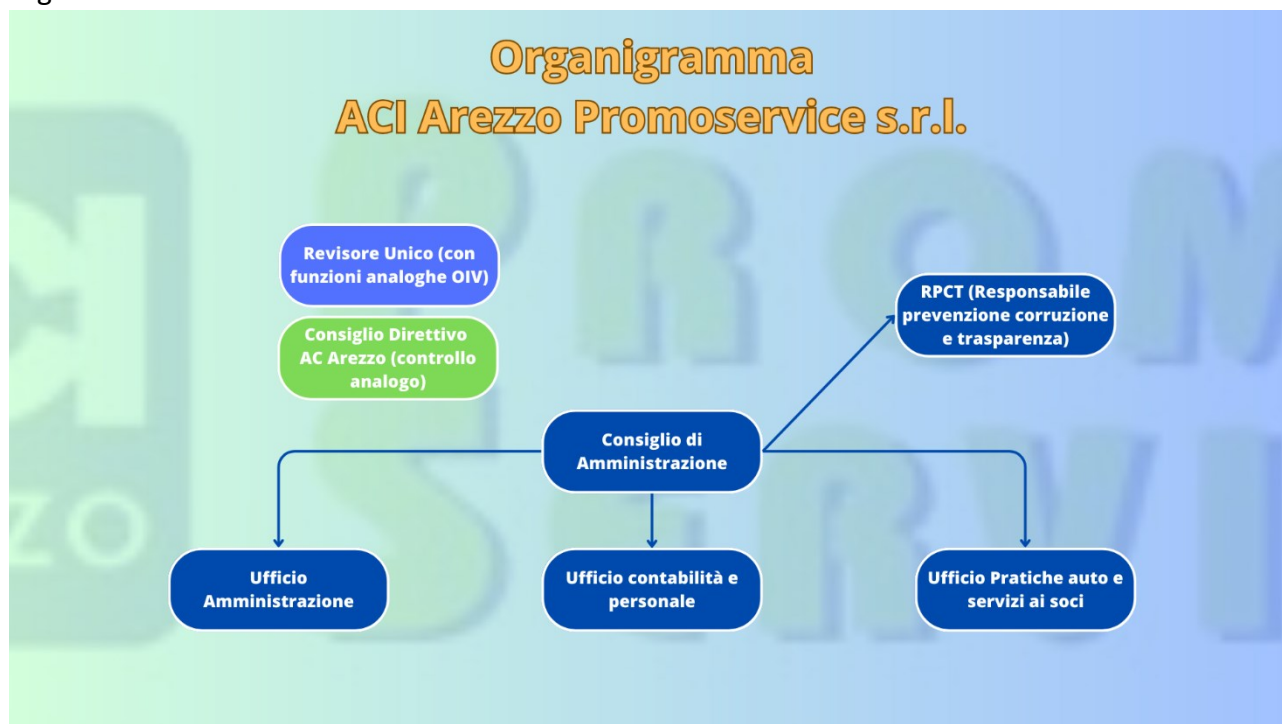 Organigramma
ACI Arezzo Promoservice s.r.l.
Revisore Unico (con
funzioni analoghe OIV)
Consiglio Direttivo
AC Arezzo (controllo
analogo)
RPCT (Responsabile
prevenzione corruzione
e trasparenza)
Consiglio di
Amministrazione
Ufficio
Amministrazione
Ufficio contabilità e
personale
Ufficio Pratiche auto e
servizi ai soci